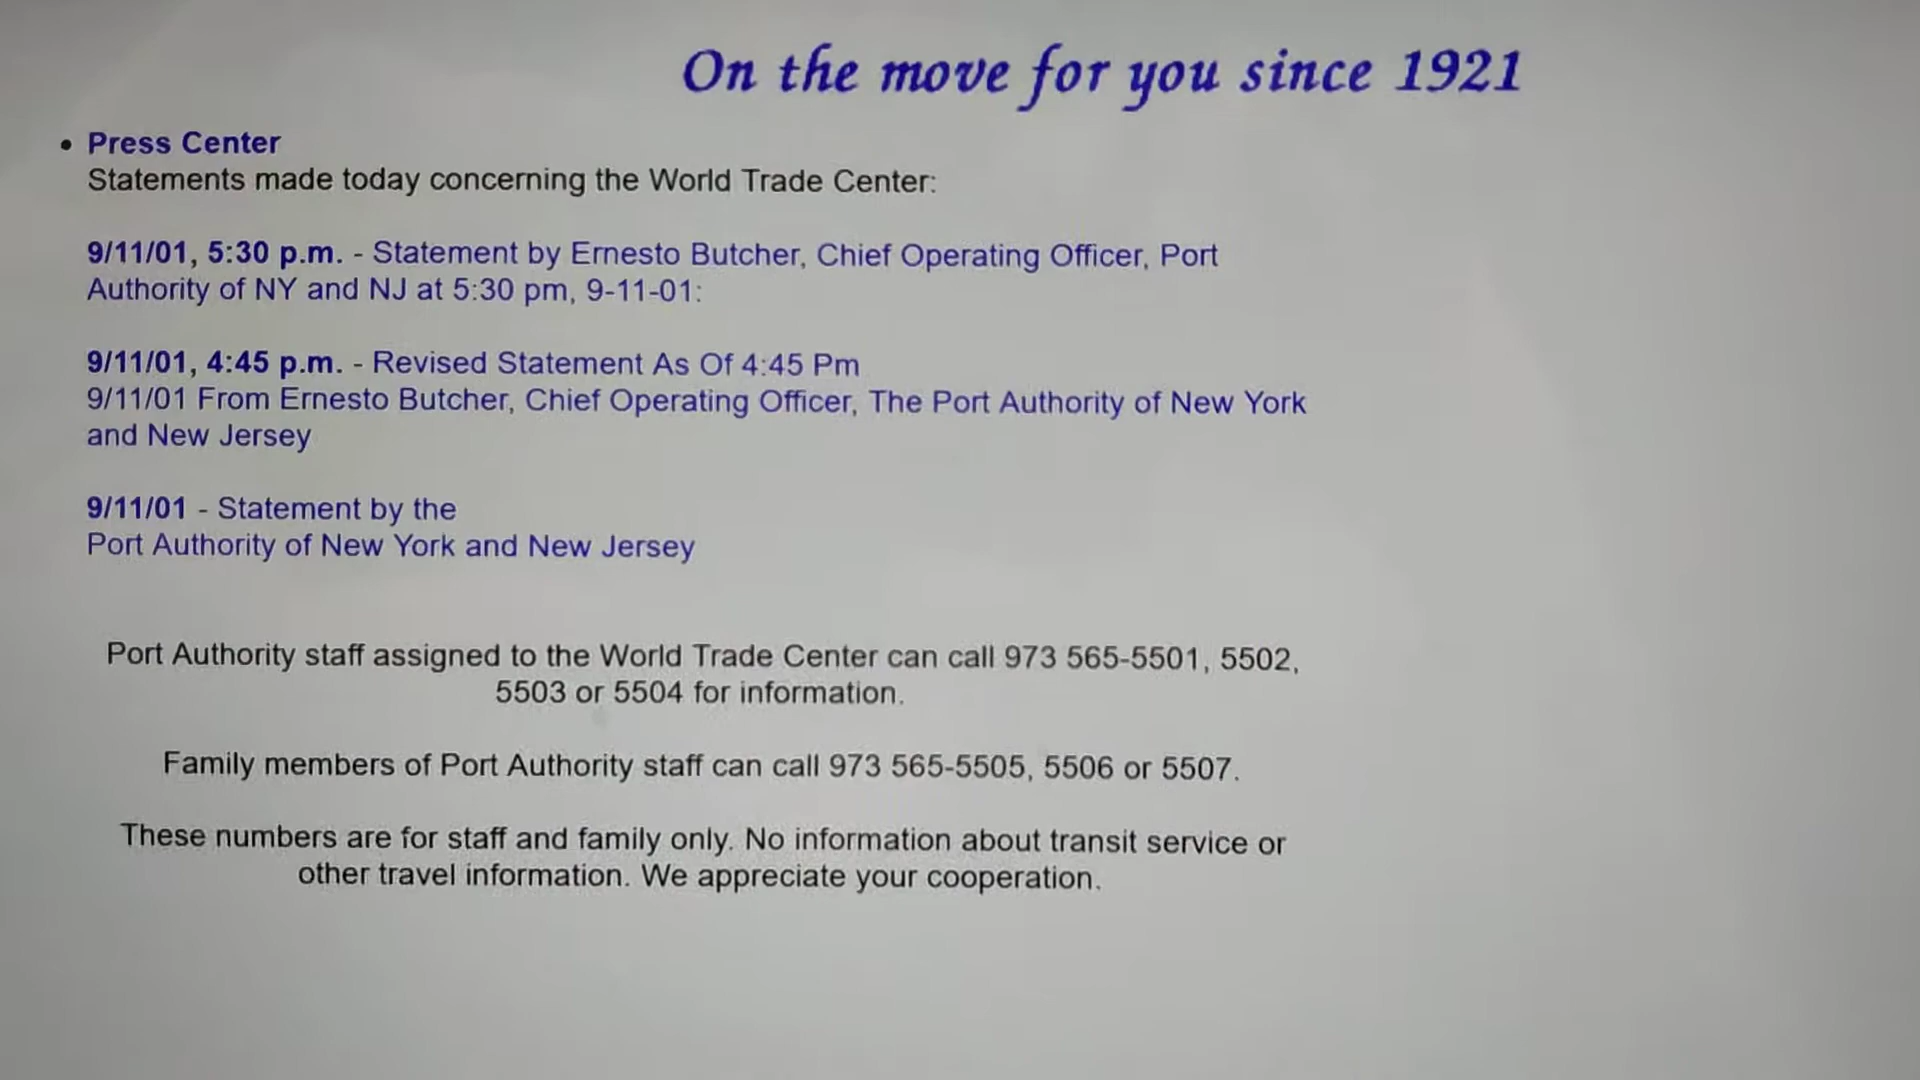 On the move for you since 1921
• Press Center
Statements made today concerning the World Trade Center:
9/11/01, 5:30 p.m. - Statement by Ernesto Butcher, Chief Operating Officer, Port
Authority of NY and NJ at 5:30 pm, 9-11-01:
9/11/01, 4:45 p.m. - Revised Statement As Of 4:45 Pm
9/11/01 From Ernesto Butcher, Chief Operating Officer, The Port Authority of New York
and New Jersey
9/11/01 - Statement by the
Port Authority of New York and New Jersey
Port Authority staff assigned to the World Trade Center can call 973 565-5501, 5502,
5503 or 5504 for information.
Family members of Port Authority staff can call 973 565-5505, 5506 or 5507.
These numbers are for staff and family only. No information about transit service or
other travel information. We appreciate your cooperation.